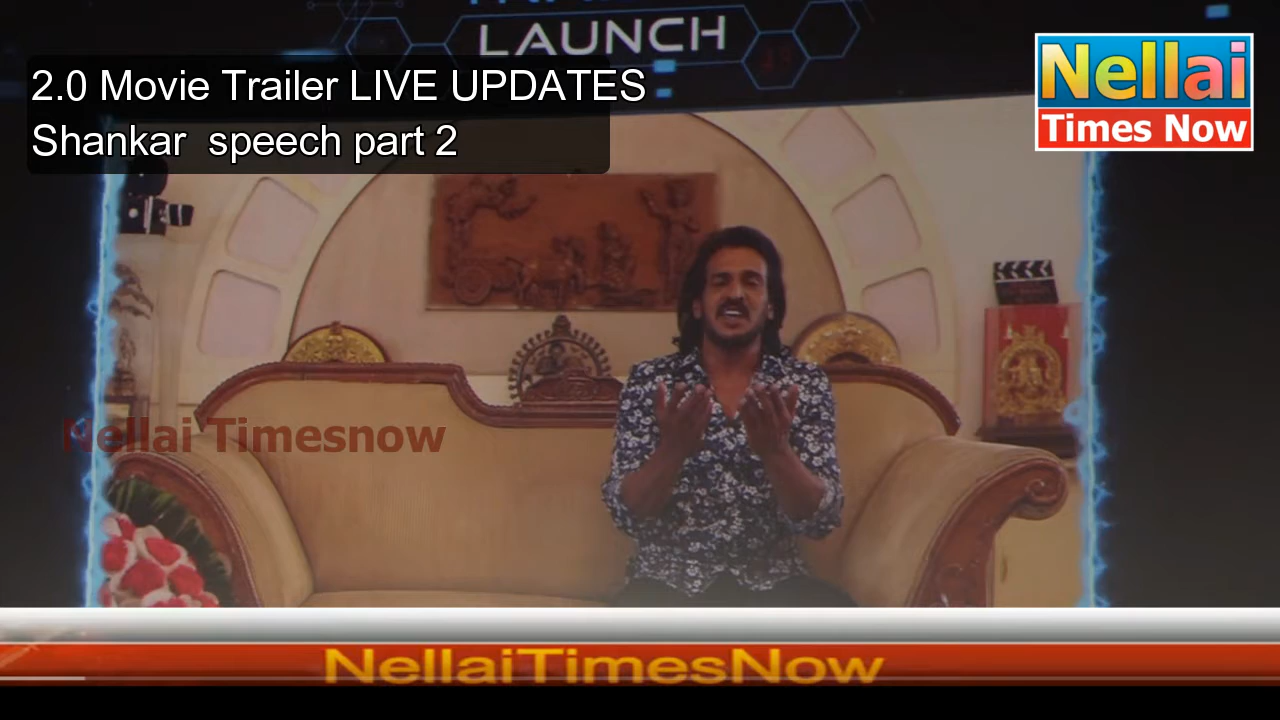 LAUNCH
2.0 Movie Trailer LIVE UPDATES
Shankar  speech part 2
Nellai
Times Now
Nellai Timesnow
NellaiTimesNow